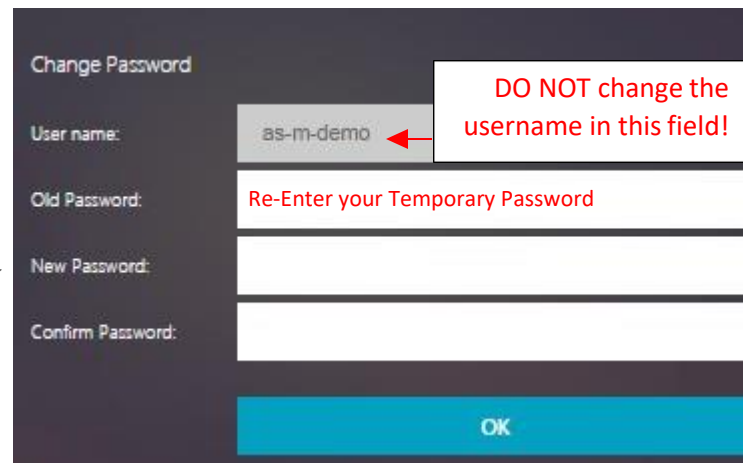 Change Password
DO NOT change the
username in this field!
User name:
as-m-demo
Old Password:
Re-Enter your Temporary Password
New Password:
Confirm Password:
OK